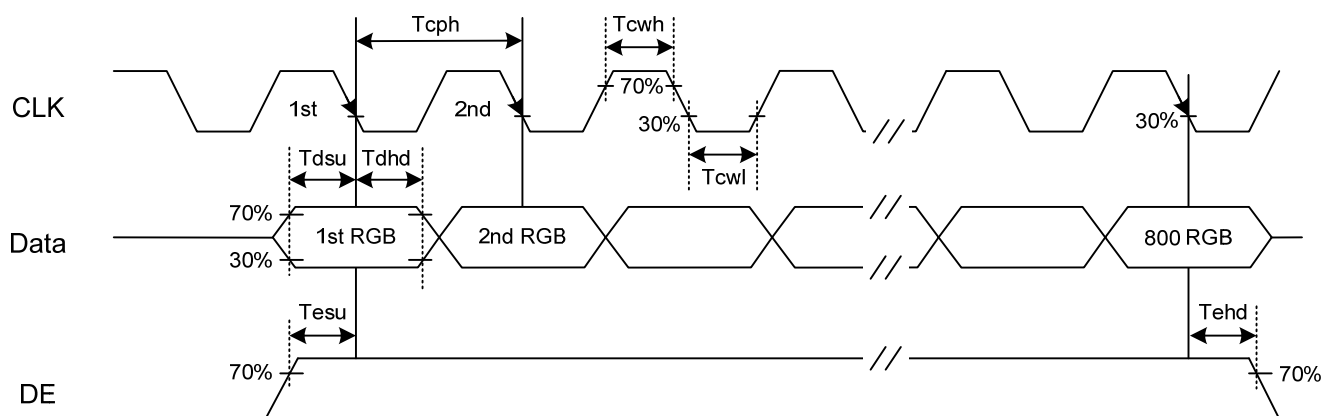 Tcph
Tcwh
CLK
1st
2nd
70%
30%
30%
Tcwl
Tdsu
Tdhd
70%
Data
1st RGB
2nd RGB
800 RGB
30%
Tesu
Tehd
70%
70%
DE